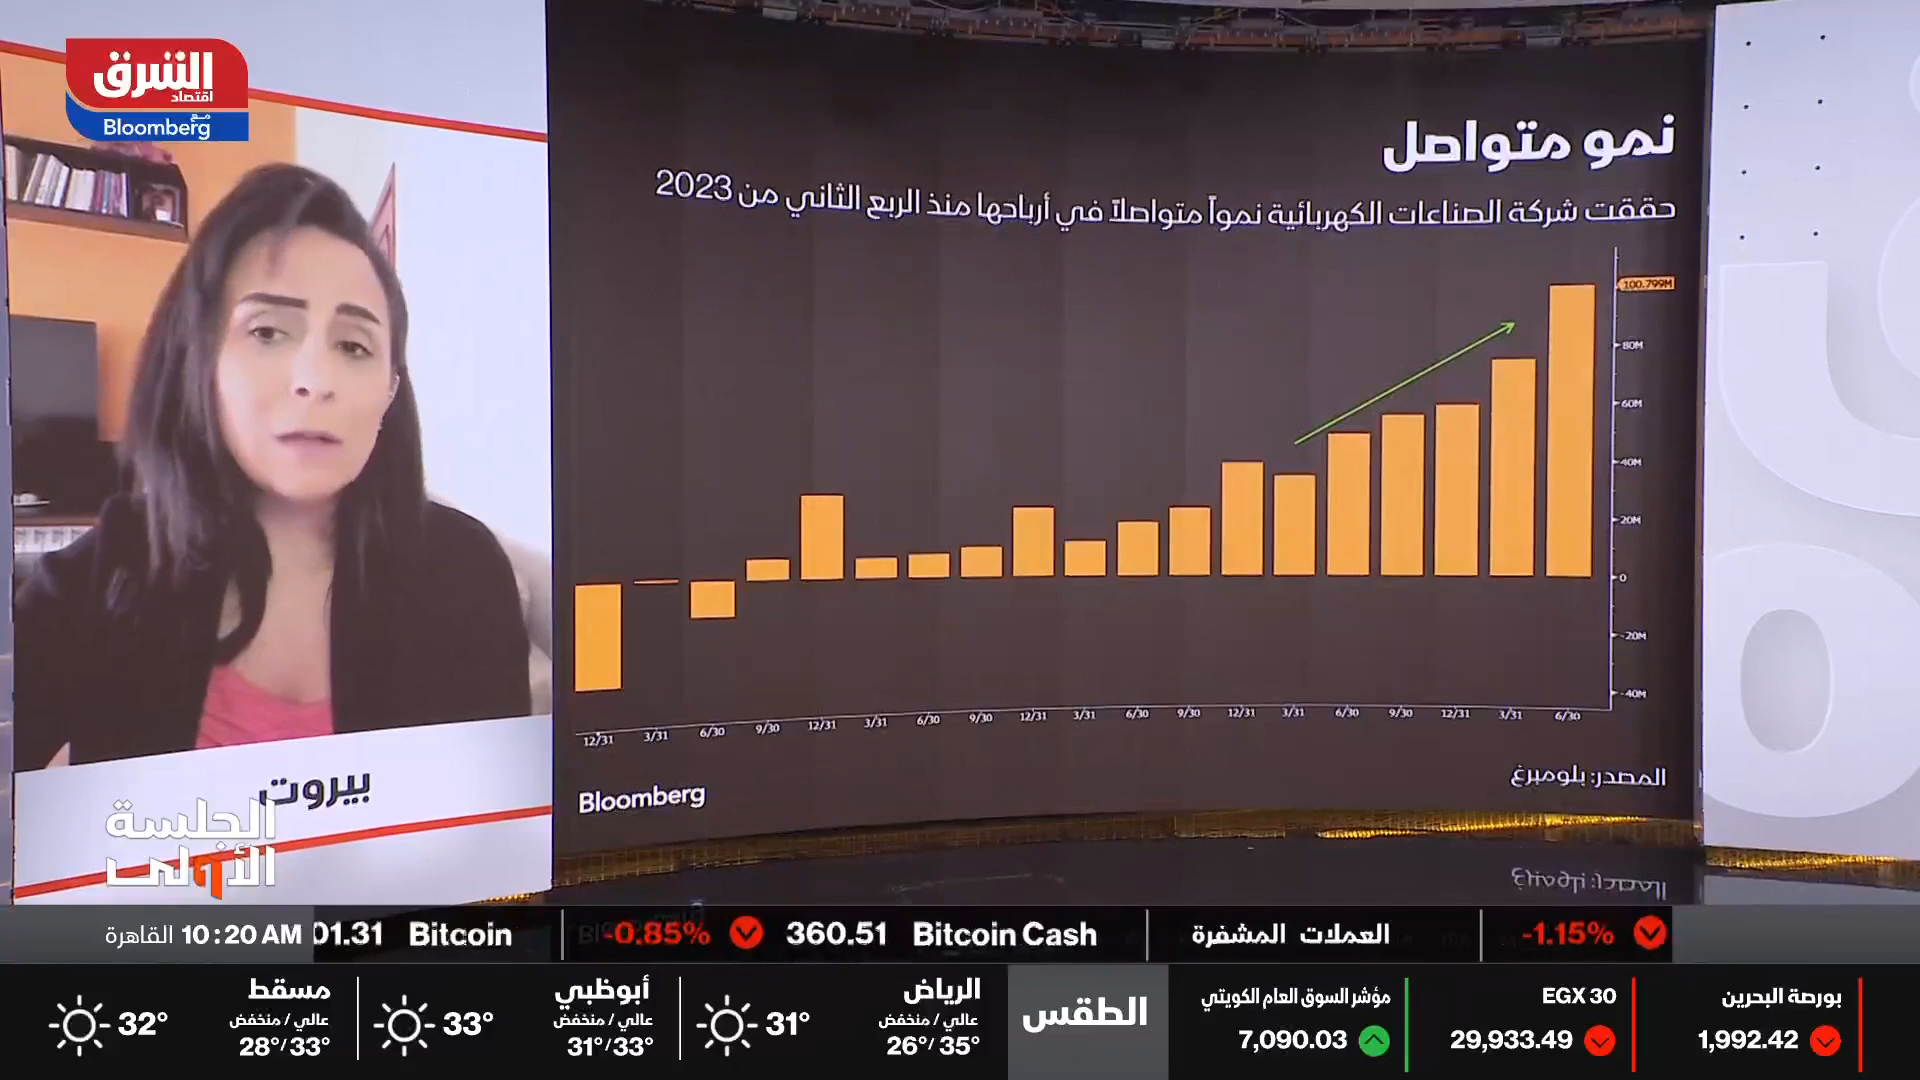 الشرق
اقتصاد
مع
Bloomberg
نمو متواصل
حققت شركة الصناعات الكهربائية نمواً متواصلاً في أرباحها منذ الربع الثاني من 2023
100.799M
80M
60M
40M
20M
0
-20M
-40M
12/31 3/31 6/30 9/30 12/31 3/31 6/30 9/30 12/31 3/31 6/30 9/30 12/31 3/31 6/30 9/30 12/31 3/31 6/30
المصدر: بلومبرغ
Bloomberg
بيروت
الجلسة
الأولى
-1.15%
العملات المشفرة
Bitcoin Cash 360.51 -0.85%
Bitcoin 01.31
10:20 AM القاهرة
بورصة البحرين
1,992.42
EGX 30
29,933.49
مؤشر السوق العام الكويتي
7,090.03
الطقس
الرياض
عالي / منخفض
31°
26°/ 35°
أبوظبي
عالي / منخفض
33°
31°/33°
مسقط
عالي / منخفض
32°
28°/33°